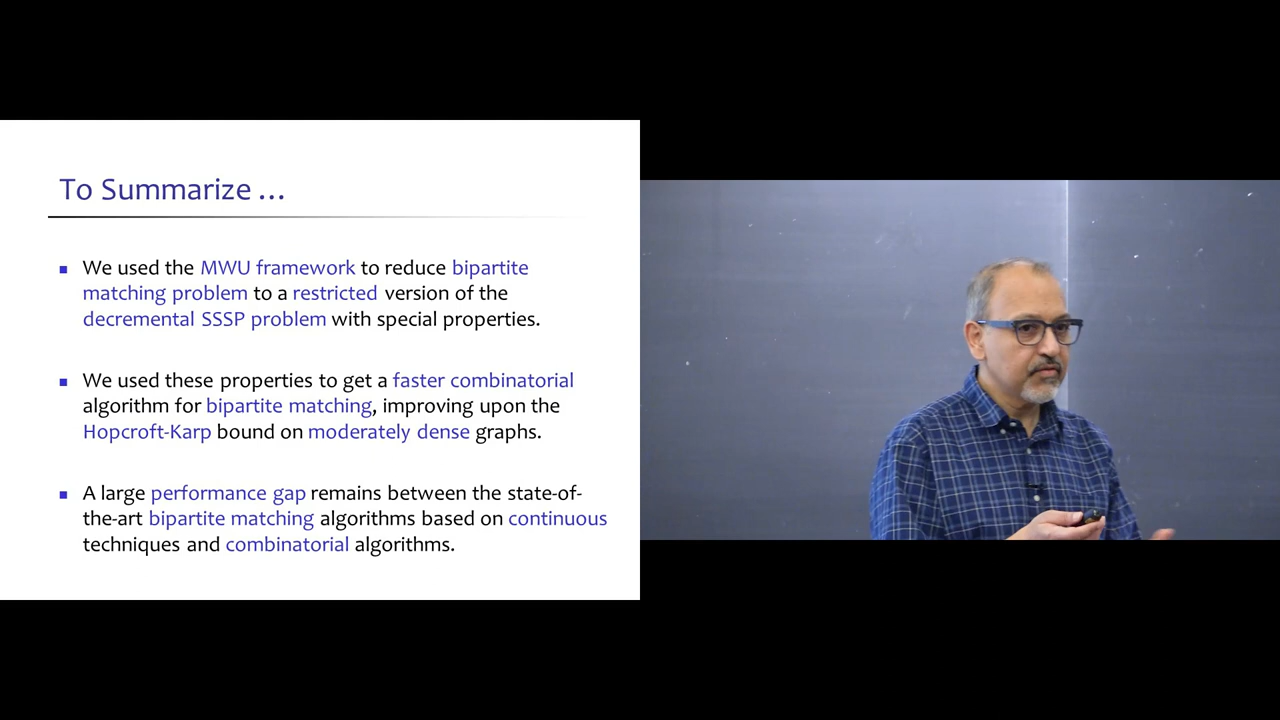 To Summarize ...
We used the MWU framework to reduce bipartite
matching problem to a restricted version of the
decremental SSSP problem with special properties.
We used these properties to get a faster combinatorial
algorithm for bipartite matching, improving upon the
Hopcroft-Karp bound on moderately dense graphs.
A large performance gap remains between the state-of-
the-art bipartite matching algorithms based on continuous
techniques and combinatorial algorithms.